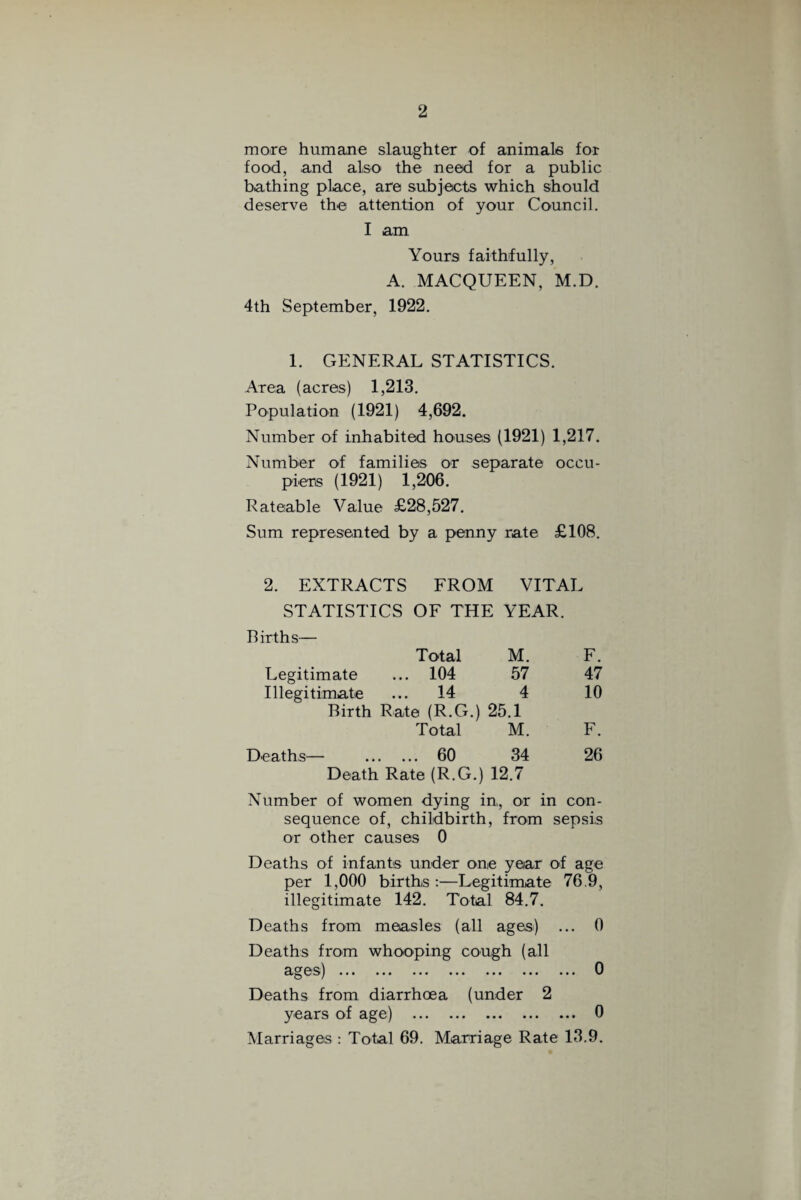 2
more humane slaughter of animals for
food, and also the need for a public
bathing place, are subjects which should
deserve the attention of your Council.
I am
Yours faithfully,
A. MACQUEEN, M.D.
4th September, 1922.
1. GENERAL STATISTICS.
Area (acres) 1,213.
Population (1921) 4,692.
Number of inhabited houses (1921) 1,217.
Number of families or separate occu-
piers (1921) 1,206.
Rateable Value £28,527.
Sum represented by a penny rate £108.
2. EXTRACTS FROM VITAL
STATISTICS OF THE YEAR.
Births—
Total M. F.
Legitimate ... 104 57 47
Illegitimate ... 14 4 10
Birth Rate (R.G.) 25.1
Total M. F.
Deaths— ... ... 60 34 26
Death Rate (R.G.) 12.7
Number of women dying in, or in con-
sequence of, childbirth, from sepsis
or other causes 0
Deaths of infants under one year of age
per 1,000 births :—Legitimate 76.9,
illegitimate 142. Total 84.7.
Deaths from measles (all ages) ... 0
Deaths from whooping cough (all
ages) ... ... ... ... ... ... ... 0
Deaths from diarrhœa (under 2
years of age) ... ... ... ... ... 0
Marriages : Total 69. Marriage Rate 13.9.